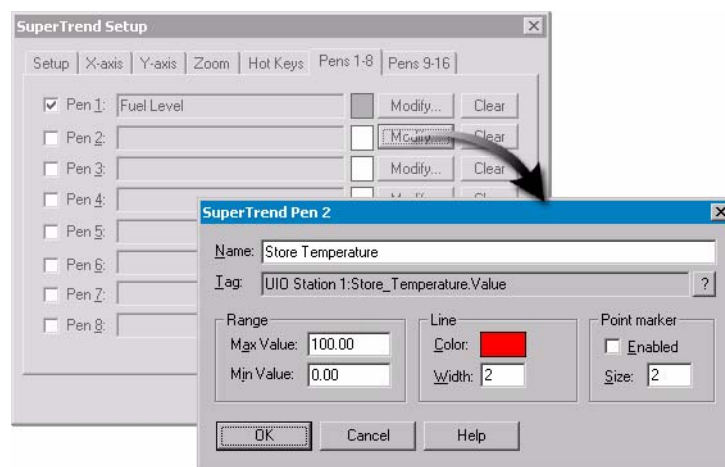 SuperTrend Setup
Setup X-axis Y-axis Zoom Hot Keys Pens 1-8 Pens 9-16
Pen 1: Fuel Level Modify... Clear
Pen 2: Modify... Clear
Pen 3: Modify... Clear
Pen 4:
Pen 5:
Pen 6:
Pen 7:
Pen 8:
SuperTrend Pen 2
Name: Store Temperature
Tag: UIO Station 1:Store_Temperature.Value ?
Range Line Point marker
Max Value: 100.00 Color: Enabled
Min Value: 0.00 Width: 2 Size: 2
OK Cancel Help